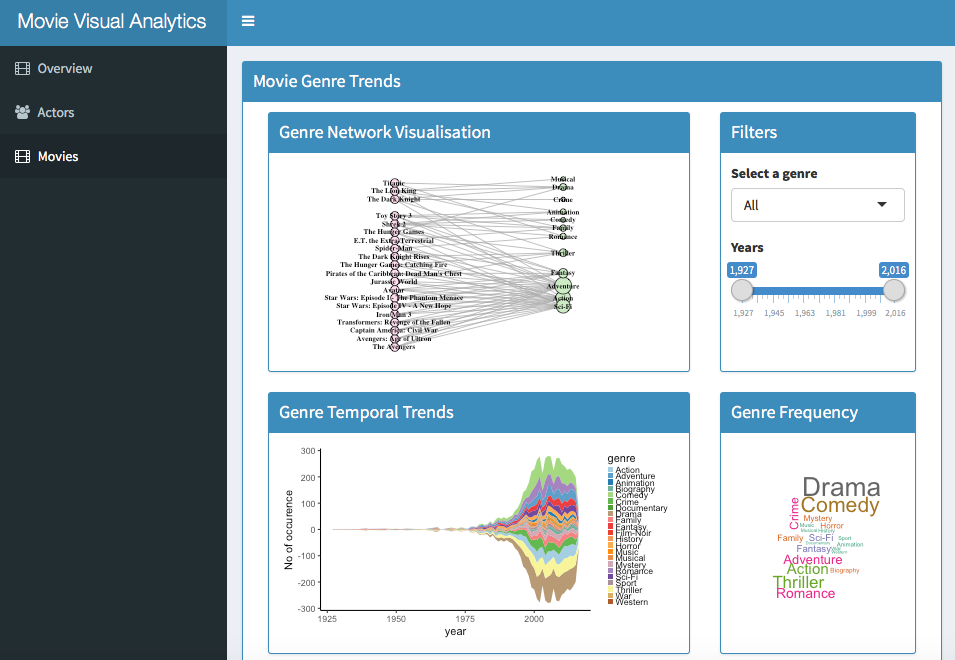 Movie Visual Analytics
Overview
Actors
Movies
Movie Genre Trends
Genre Network Visualisation
Titanic
The Lion King
The Dark Knight
Toy Story 3
Shrek 2
The Hunger Games
E.T. the Extra-Terrestrial
Spider-Man
The Dark Knight Rises
The Hunger Games: Catching Fire
Pirates of the Caribbean: Dead Man's Chest
Jurassic World
Avatar
Star Wars: Episode I - The Phantom Menace
Star Wars: Episode IV - A New Hope
Iron Man 3
Transformers: Revenge of the Fallen
Captain America: Civil War
Avengers: Age of Ultron
The Avengers
Musical
Drama
Crime
Animation
Comedy
Family
Romance
Thriller
Fantasy
Adventure
Action
Sci-Fi
Filters
Select a genre
All
Years
1,927 2,016
1,927 1,945 1,963 1,981 1,999 2,016
Genre Temporal Trends
No of occurrence
300
200
100
0
-100
-200
-300
1925 1950 1975 2000
year
genre
Action
Adventure
Animation
Biography
Comedy
Crime
Documentary
Drama
Family
Fantasy
Film-Noir
History
Horror
Music
Musical
Mystery
Romance
Sci-Fi
Sport
Thriller
War
Western
Genre Frequency
Drama
Comedy
Crime
Mystery
Music Horror
Musical History
Family Sci-Fi Sport
Documentary Animation
Fantasy War
Western
Adventure
Action Biography
Thriller
Romance